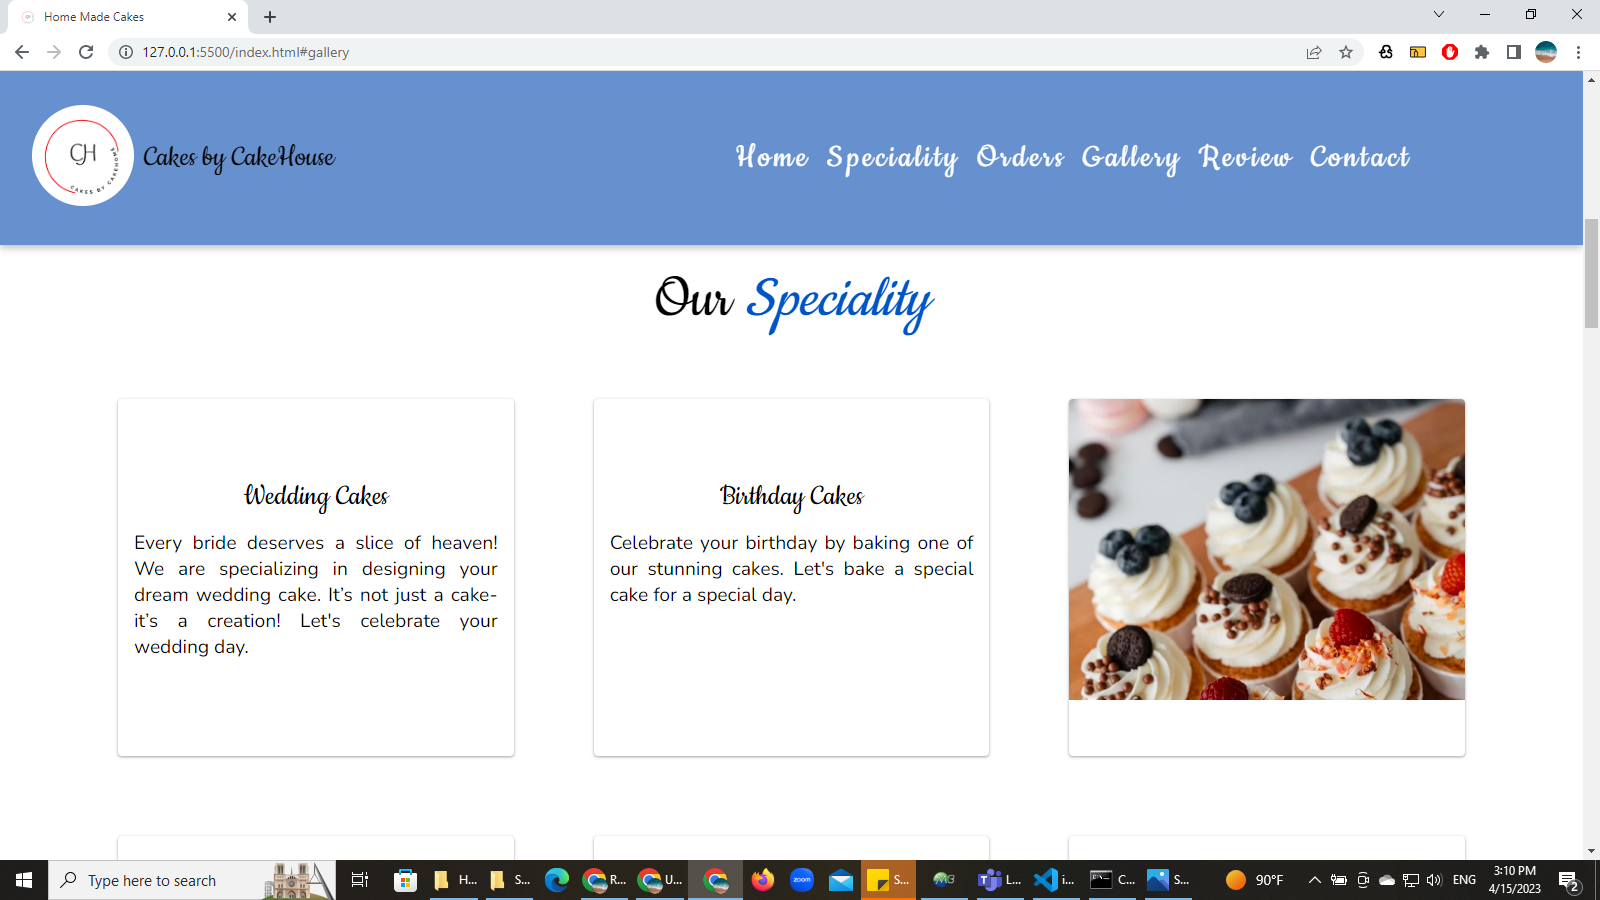 Home Made Cakes
127.0.0.1:5500/index.html#gallery
CH
CAKES BY CAKEHOUSE
Cakes by CakeHouse
Home Speciality Orders Gallery Review Contact
Our Speciality
Wedding Cakes
Every bride deserves a slice of heaven!
We are specializing in designing your
dream wedding cake. It’s not just a cake-
it’s a creation! Let's celebrate your
wedding day.
Birthday Cakes
Celebrate your birthday by baking one of
our stunning cakes. Let's bake a special
cake for a special day.
Type here to search
H...
S...
R...
U...
zoom
S...
L...
i...
C...
S...
90°F
ENG
3:10 PM
4/15/2023
2